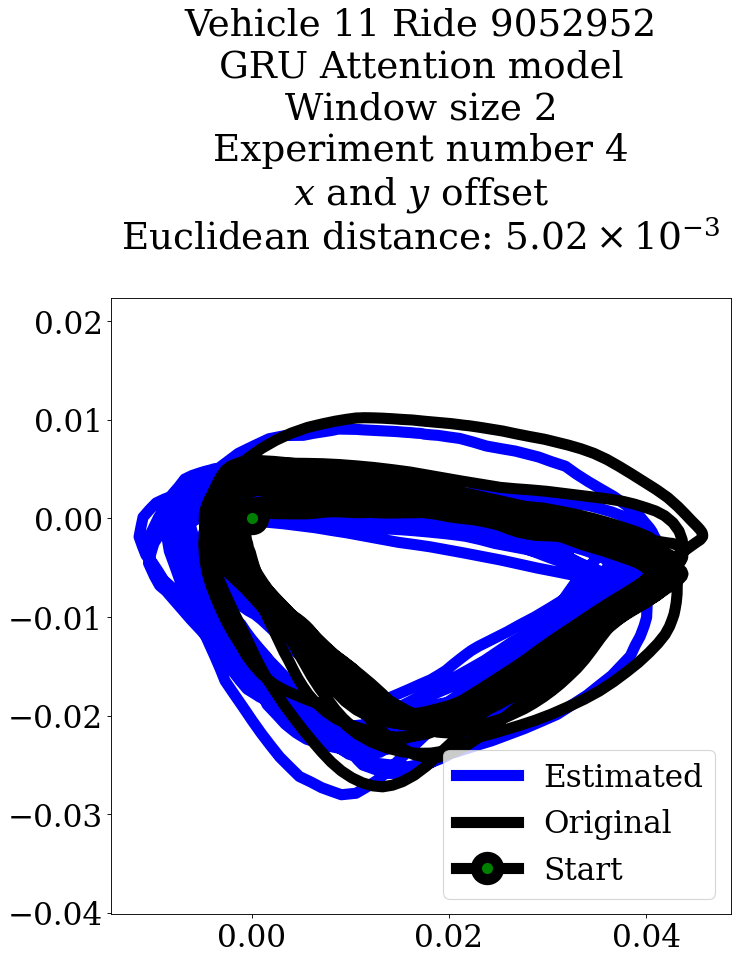 Vehicle 11 Ride 9052952
GRU Attention model
Window size 2
Experiment number 4
x and y offset
Euclidean distance: 5.02 × 10⁻³
0.02
0.01
0.00
−0.01
−0.02
−0.03
−0.04
Estimated
Original
Start
0.00 0.02 0.04